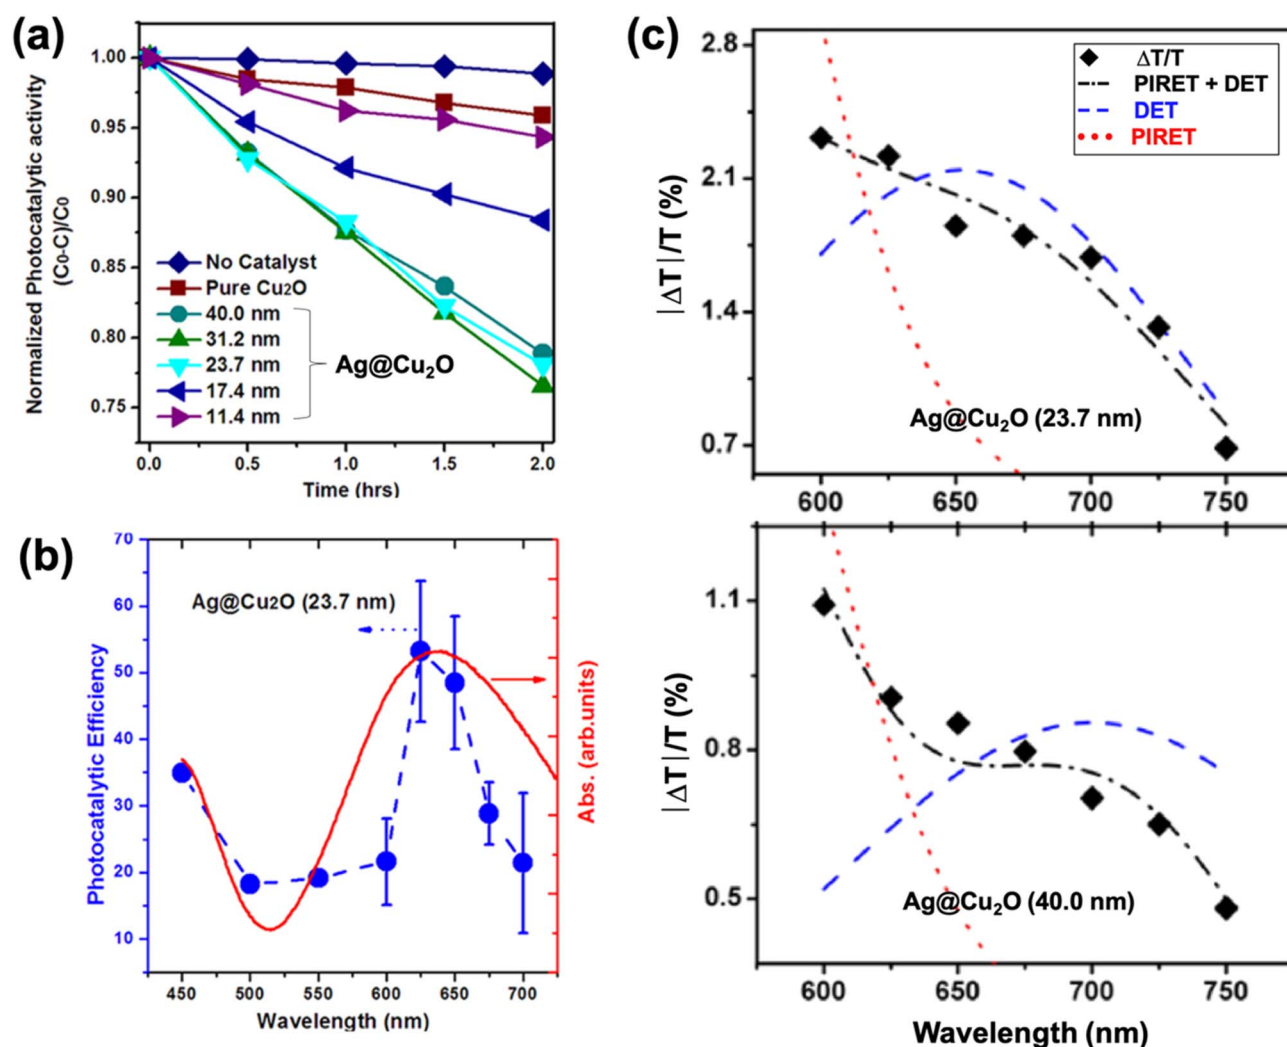 (a)
Normalized Photocatalytic activity
(C₀-C)/C₀
1.00
0.95
0.90
0.85
0.80
0.75
No Catalyst
Pure Cu₂O
40.0 nm
31.2 nm
23.7 nm
17.4 nm
11.4 nm
Ag@Cu₂O
0.0 0.5 1.0 1.5 2.0
Time (hrs)
(b)
Photocatalytic Efficiency
70
60
50
40
30
20
10
Ag@Cu₂O (23.7 nm)
Abs. (arb.units)
450 500 550 600 650 700
Wavelength (nm)
(c)
|ΔT|/T (%)
2.8
2.1
1.4
0.7
ΔT/T
PIRET + DET
DET
PIRET
Ag@Cu₂O (23.7 nm)
600 650 700 750
|ΔT|/T (%)
1.1
0.8
0.5
Ag@Cu₂O (40.0 nm)
600 650 700 750
Wavelength (nm)